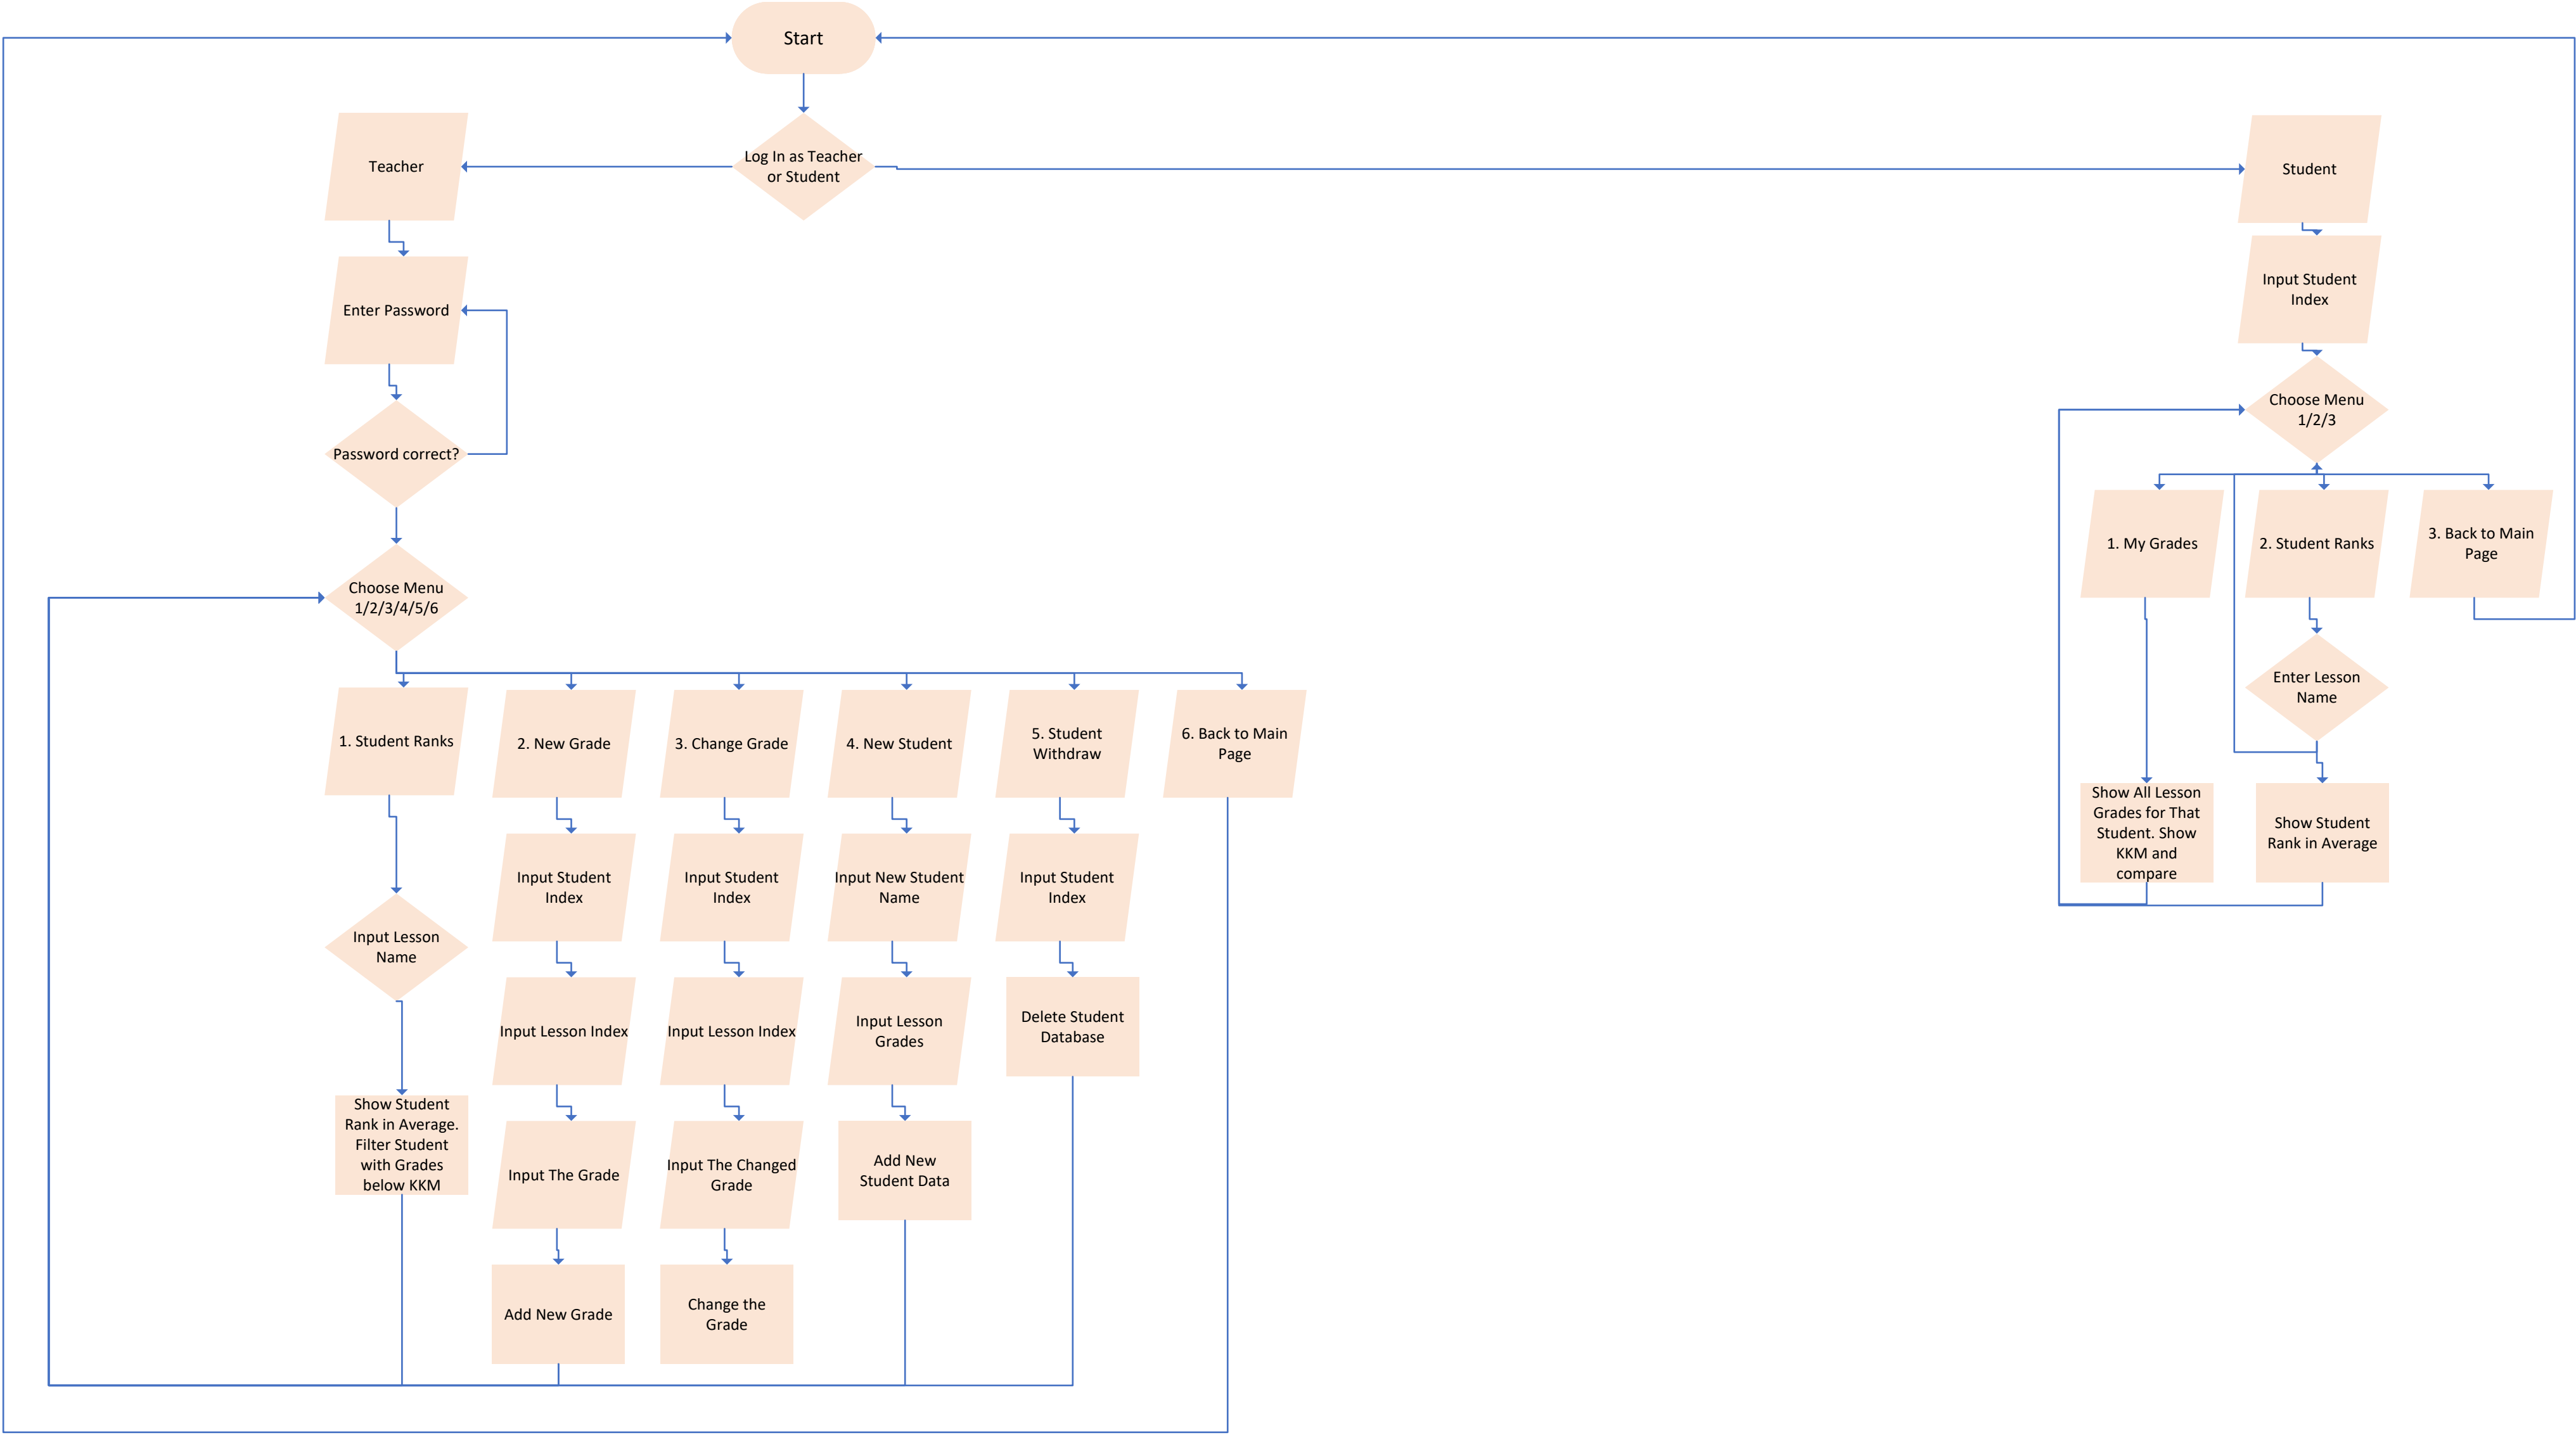 Start
Log In as Teacher
or Student
Teacher
Student
Enter Password
Input Student
Index
Password correct?
Choose Menu
1/2/3
Choose Menu
1/2/3/4/5/6
1. My Grades
2. Student Ranks
3. Back to Main
Page
Enter Lesson
Name
1. Student Ranks
2. New Grade
3. Change Grade
4. New Student
5. Student
Withdraw
6. Back to Main
Page
Show All Lesson
Grades for That
Student. Show
KKM and
compare
Show Student
Rank in Average
Input Student
Index
Input Student
Index
Input New Student
Name
Input Student
Index
Input Lesson
Name
Input Lesson Index
Input Lesson Index
Input Lesson
Grades
Delete Student
Database
Show Student
Rank in Average.
Filter Student
with Grades
below KKM
Input The Grade
Input The Changed
Grade
Add New
Student Data
Add New Grade
Change the
Grade